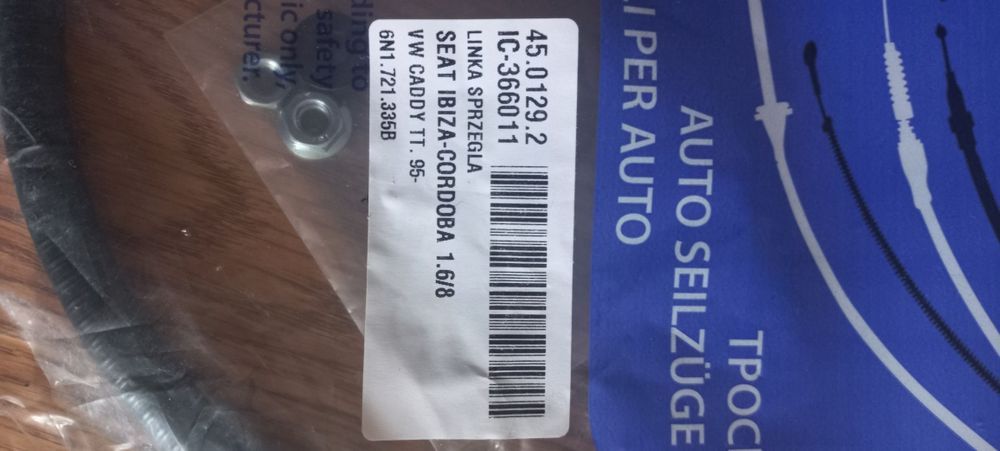 45.0129.2
IC-366011
LINKA SPRZEGLA
SEAT IBIZA-CORDOBA 1.6/8
VW CADDY TT. 95-
6N1.721.335B
ding to
safety
ic only,
cturer.
I PER AUTO
AUTO SEILZÜGE
ТРОС